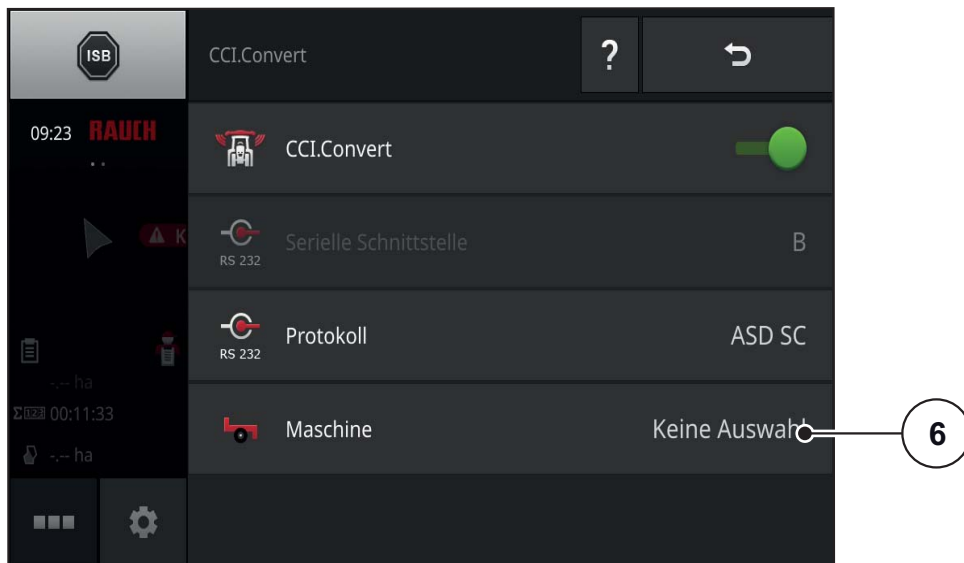 ISB
CCI.Convert
?
09:23 RAUCH
K
-,-- ha
Σ 123 00:11:33
-,-- ha
CCI.Convert
RS 232
Serielle Schnittstelle
B
RS 232
Protokoll
ASD SC
Maschine
Keine Auswahl
6